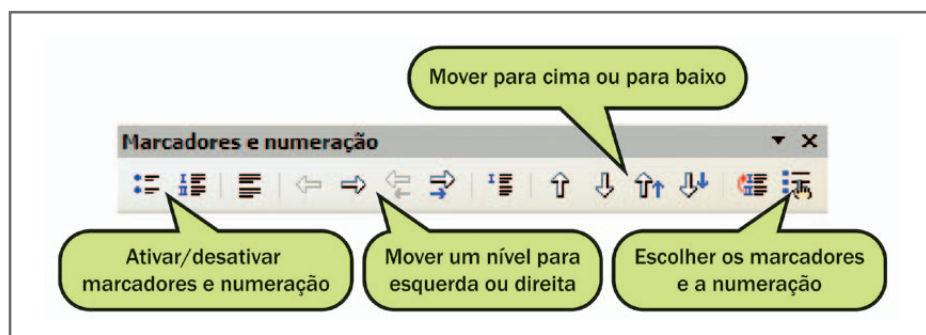 Mover para cima ou para baixo
Marcadores e numeração
Ativar/desativar
marcadores e numeração
Mover um nível para
esquerda ou direita
Escolher os marcadores
e a numeração